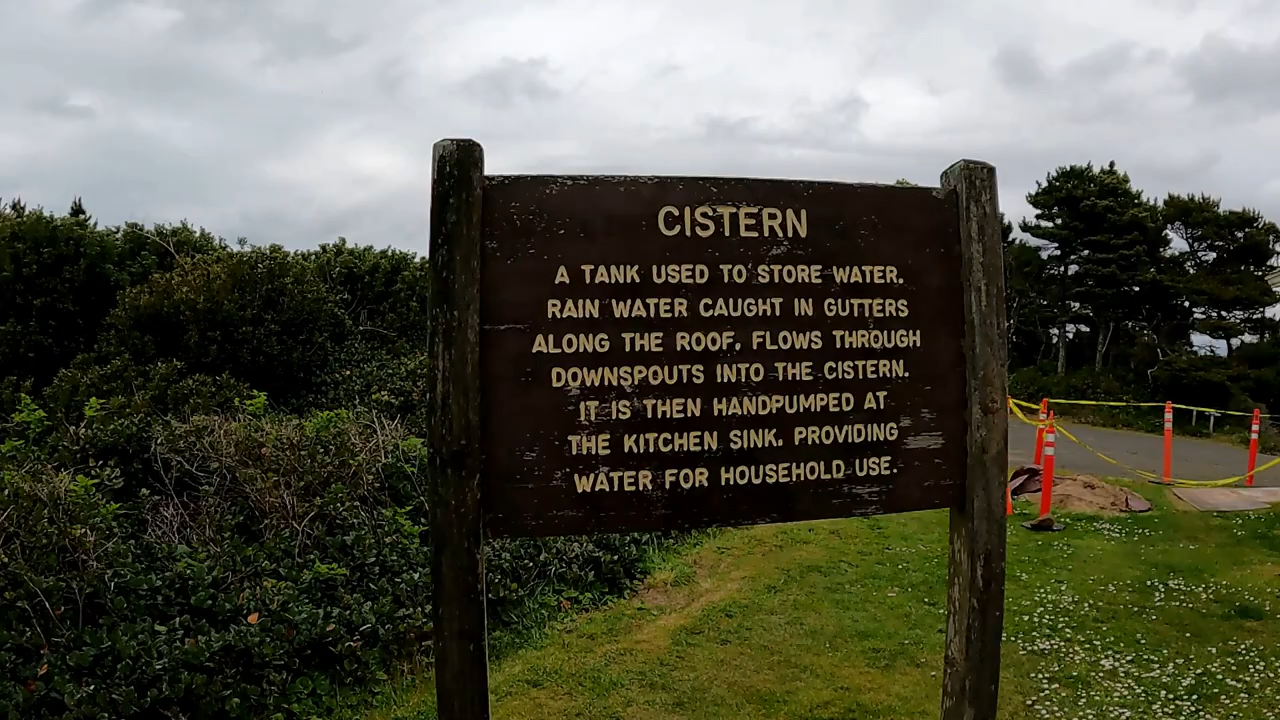 CISTERN
A TANK USED TO STORE WATER.
RAIN WATER CAUGHT IN GUTTERS
ALONG THE ROOF. FLOWS THROUGH
DOWNSPOUTS INTO THE CISTERN.
IT IS THEN HANDPUMPED AT
THE KITCHEN SINK. PROVIDING
WATER FOR HOUSEHOLD USE.